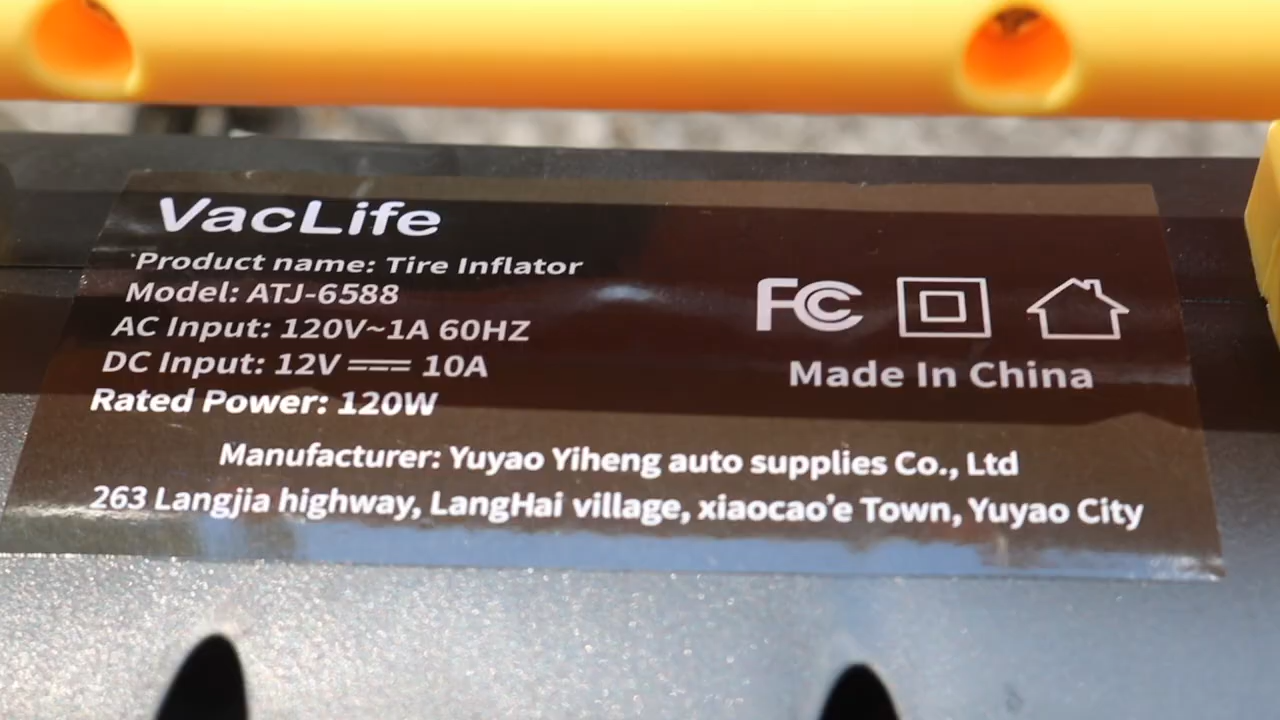 VacLife
Product name: Tire Inflator
Model: ATJ-6588
AC Input: 120V~1A 60HZ
DC Input: 12V ⎓ 10A
Rated Power: 120W
FC
Made In China
Manufacturer: Yuyao Yiheng auto supplies Co., Ltd
263 Langjia highway, LangHai village, xiaocao'e Town, Yuyao City